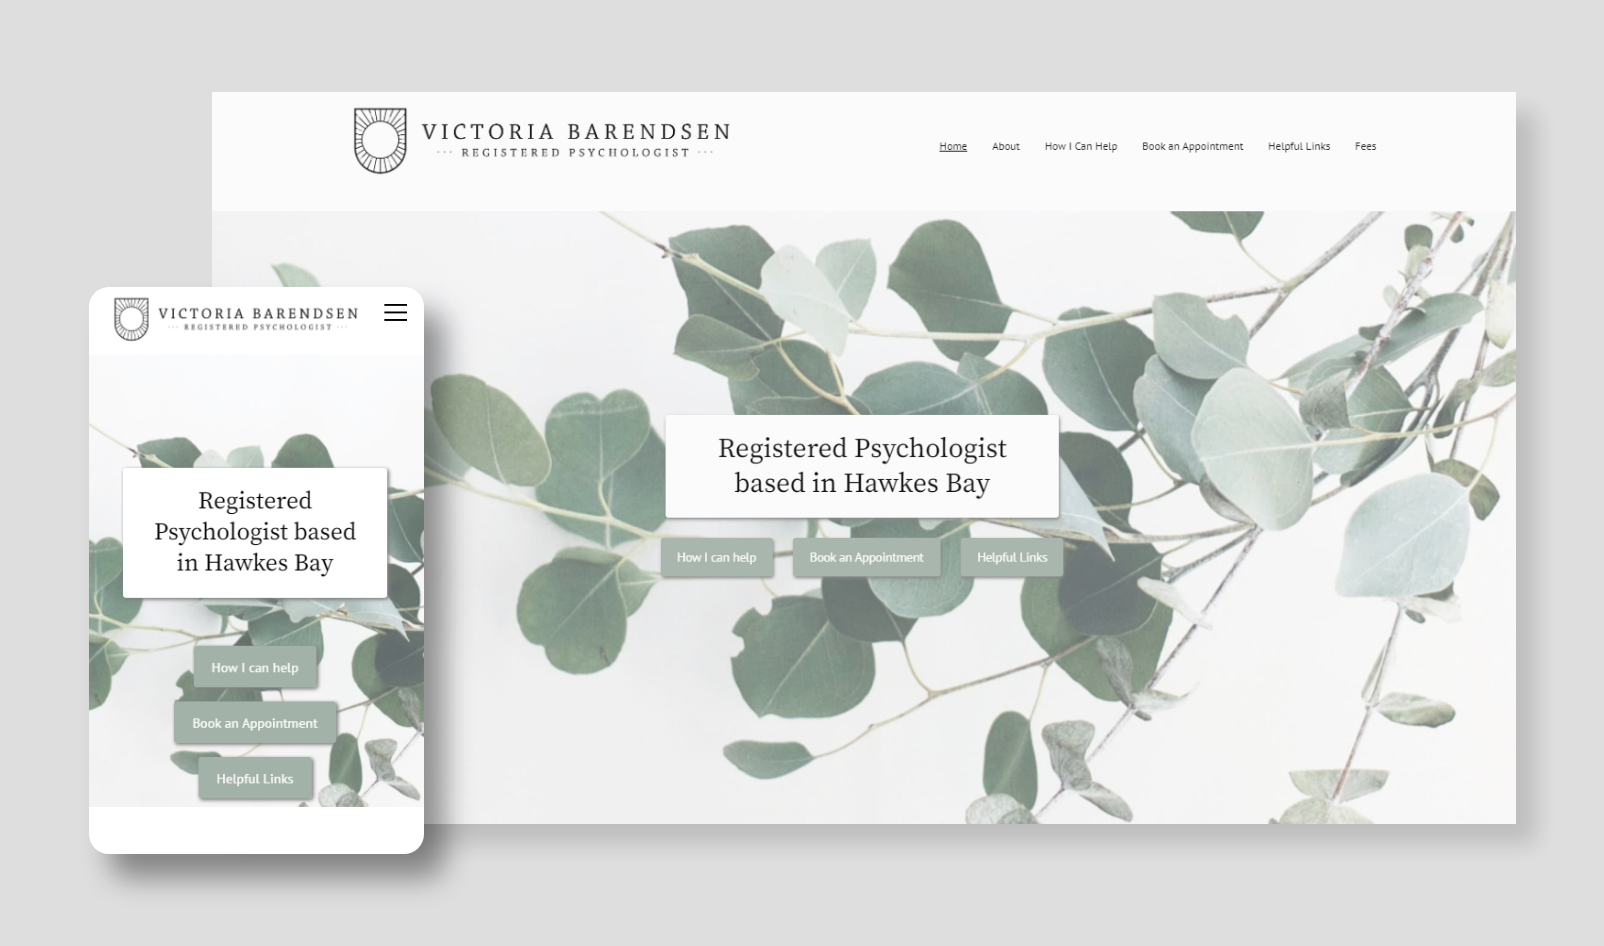 VICTORIA BARENDSEN
··· REGISTERED PSYCHOLOGIST ···
Home About How I Can Help Book an Appointment Helpful Links Fees
Registered Psychologist
based in Hawkes Bay
How I can help Book an Appointment Helpful Links
VICTORIA BARENDSEN
··· REGISTERED PSYCHOLOGIST ···
Registered
Psychologist based
in Hawkes Bay
How I can help
Book an Appointment
Helpful Links